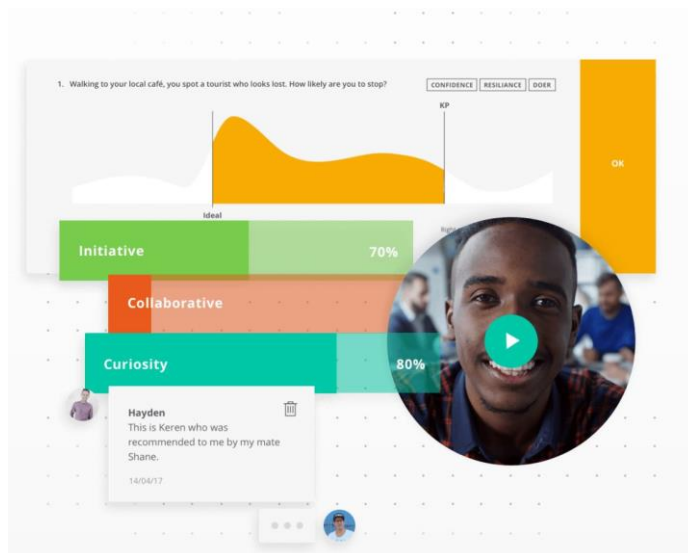 1. Walking to your local café, you spot a tourist who looks lost. How likely are you to stop?
CONFIDENCE
RESILIANCE
DOER
KP
OK
Ideal
Right
Initiative
70%
Collaborative
Curiosity
80%
Hayden
This is Keren who was
recommended to me by my mate
Shane.
14/04/17